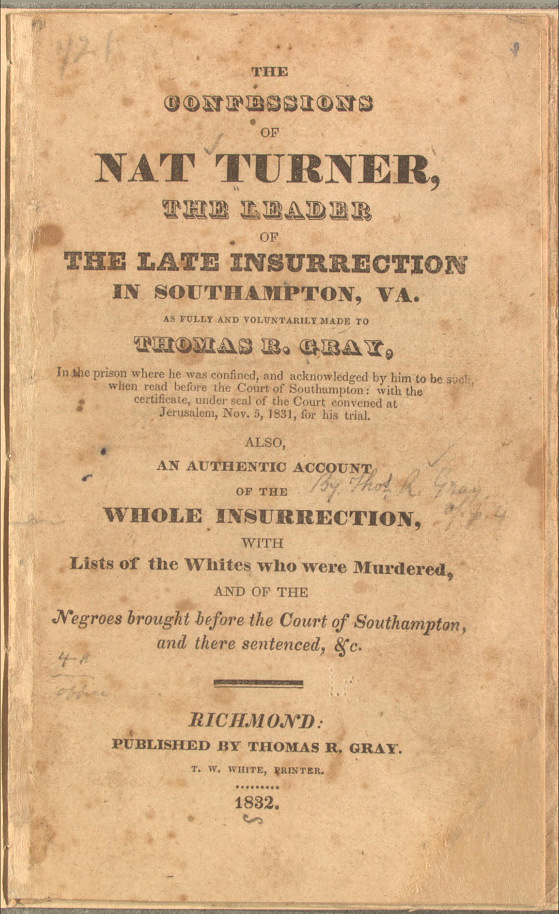 42
THE
CONFESSIONS
OF
NAT TURNER,
THE LEADER
OF
THE LATE INSURRECTION
IN SOUTHAMPTON, VA.
AS FULLY AND VOLUNTARILY MADE TO
THOMAS R. GRAY,
In the prison where he was confined, and acknowledged by him to be such,
when read before the Court of Southampton: with the
certificate, under seal of the Court convened at
Jerusalem, Nov. 5, 1831, for his trial.
ALSO,
AN AUTHENTIC ACCOUNT
OF THE
By Thos. R. Gray
WHOLE INSURRECTION,
WITH
Lists of the Whites who were Murdered,
AND OF THE
Negroes brought before the Court of Southampton,
and there sentenced, &c.
RICHMOND:
PUBLISHED BY THOMAS R. GRAY.
T. W. WHITE, PRINTER.
1832.